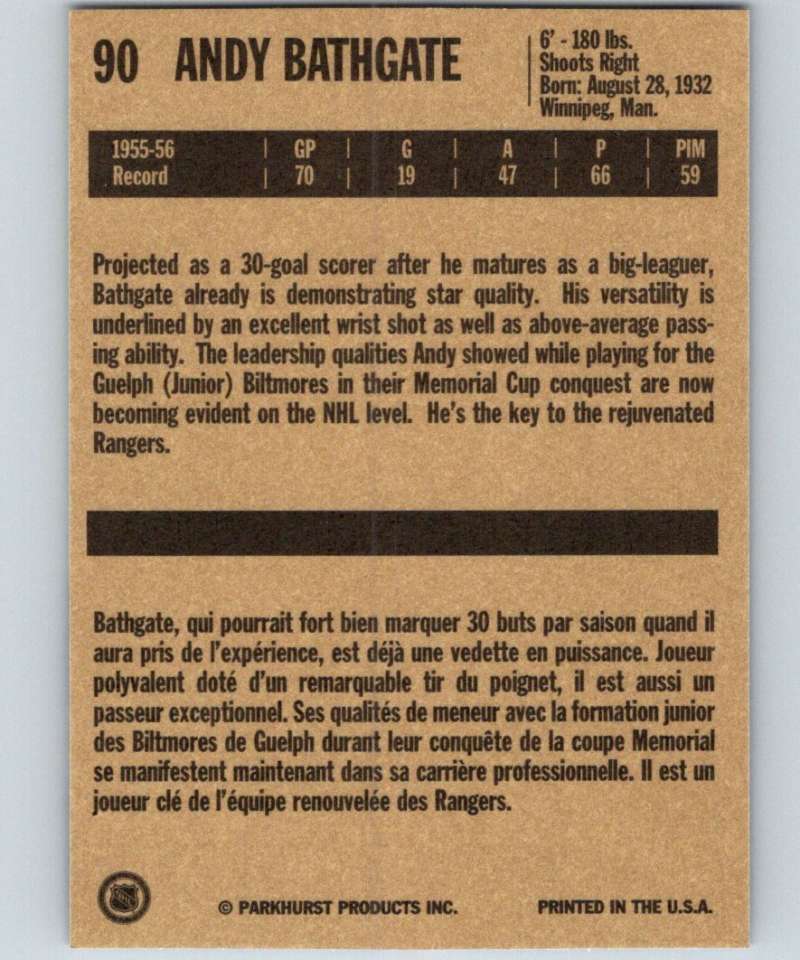 90 ANDY BATHGATE
6' - 180 lbs.
Shoots Right
Born: August 28, 1932
Winnipeg, Man.
1955-56 | GP | G | A | P | PIM
Record | 70 | 19 | 47 | 66 | 59
Projected as a 30-goal scorer after he matures as a big-leaguer,
Bathgate already is demonstrating star quality. His versatility is
underlined by an excellent wrist shot as well as above-average pass-
ing ability. The leadership qualities Andy showed while playing for the
Guelph (Junior) Biltmores in their Memorial Cup conquest are now
becoming evident on the NHL level. He's the key to the rejuvenated
Rangers.
Bathgate, qui pourrait fort bien marquer 30 buts par saison quand il
aura pris de l'expérience, est déjà une vedette en puissance. Joueur
polyvalent doté d'un remarquable tir du poignet, il est aussi un
passeur exceptionnel. Ses qualités de meneur avec la formation junior
des Biltmores de Guelph durant leur conquête de la coupe Memorial
se manifestent maintenant dans sa carrière professionnelle. Il est un
joueur clé de l'équipe renouvelée des Rangers.
© PARKHURST PRODUCTS INC. PRINTED IN THE U.S.A.